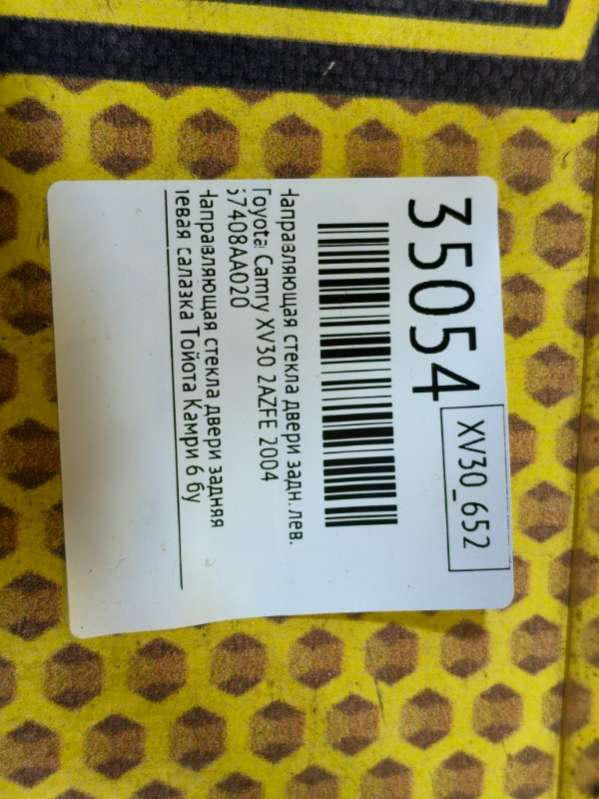 35054
XV30_652
Направляющая стекла двери задн. лев.
Toyota Camry XV30 2AZFE 2004
67408AA020
Направляющая стекла двери задняя
левая салазка Тойота Камри 6 бу